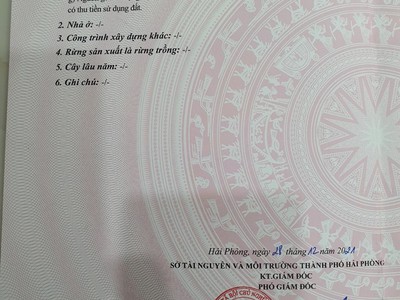 có thu tiền sử dụng đất.
2. Nhà ở: -/-
3. Công trình xây dựng khác: -/-
4. Rừng sản xuất là rừng trồng: -/-
5. Cây lâu năm: -/-
6. Ghi chú: -/-
Hải Phòng, ngày 28 tháng 12 năm 2021
SỞ TÀI NGUYÊN VÀ MÔI TRƯỜNG THÀNH PHỐ HẢI PHÒNG
KT.GIÁM ĐỐC
PHÓ GIÁM ĐỐC